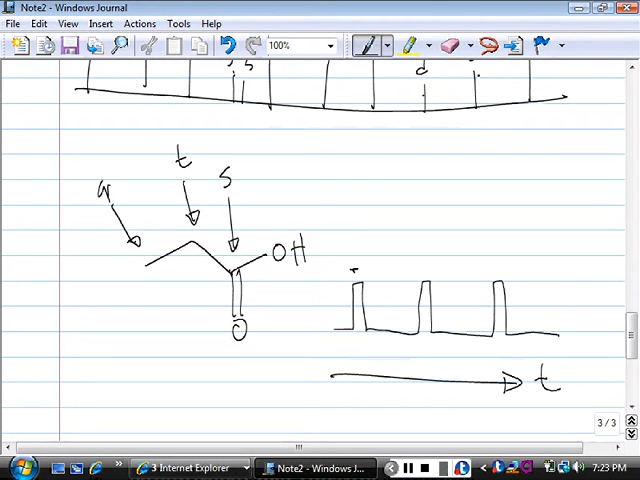 Note2 - Windows Journal
File Edit View Insert Actions Tools Help
100%
s s d
t
q s
OH
O
t
3 / 3
3 Internet Explorer Note2 - Windows J... 7:23 PM